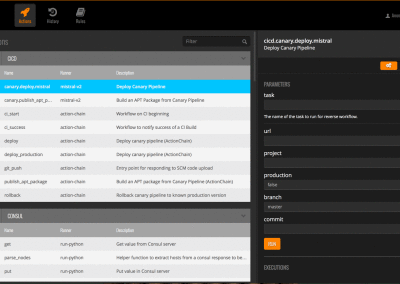 Actions
History
Rules
Filter
cicd.canary.deploy.mistral
Deploy Canary Pipeline
CICD
Name Name Description
canary.deploy.mistral mistral-v2 Deploy Canary Pipeline
canary.publish_apt_p... mistral-v2 Build an APT Package from Canary Pipeline
ci_start action-chain Workflow on CI beginning
ci_success action-chain Workflow to notify success of a CI Build
deploy action-chain Deploy canary pipeline (ActionChain)
deploy_production action-chain Deploy canary pipeline (ActionChain)
git_push action-chain Entry point for responding to SCM code upload
publish_apt_package action-chain Build an APT package from Canary Pipeline (ActionChain)
rollback action-chain Rollback canary pipeline to known production version
CONSUL
Name Name Description
get run-python Get value from Consul server
parse_nodes run-python Helper function to extract hosts from a consul response to be...
put run-python Put value in Consul server
PARAMETERS
task
The name of the task to run for reverse workflow.
url
project
production
false
branch
master
commit
RUN
EXECUTIONS